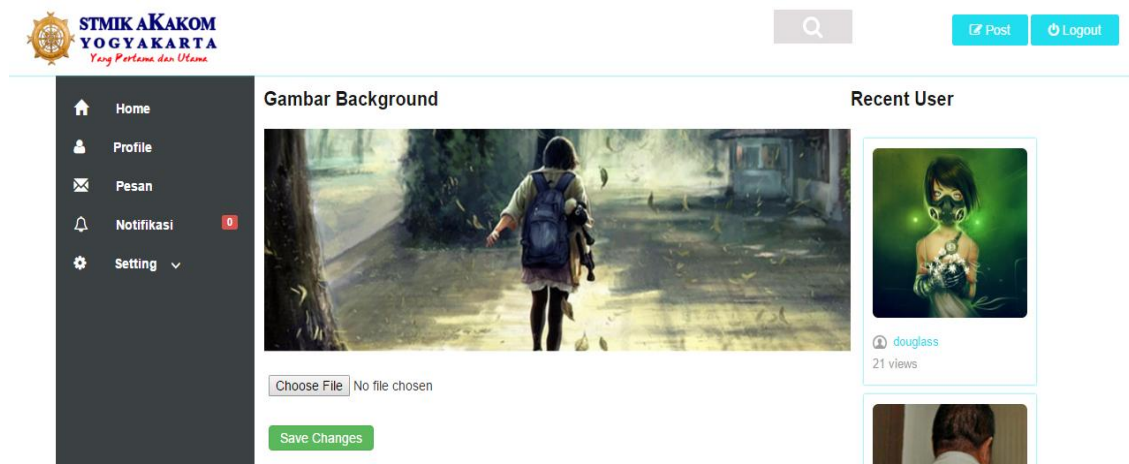 STMIK AKAKOM
YOGYAKARTA
Yang Pertama dan Utama
Post
Logout
Home
Profile
Pesan
Notifikasi 0
Setting
Gambar Background
Choose File No file chosen
Save Changes
Recent User
douglass
21 views